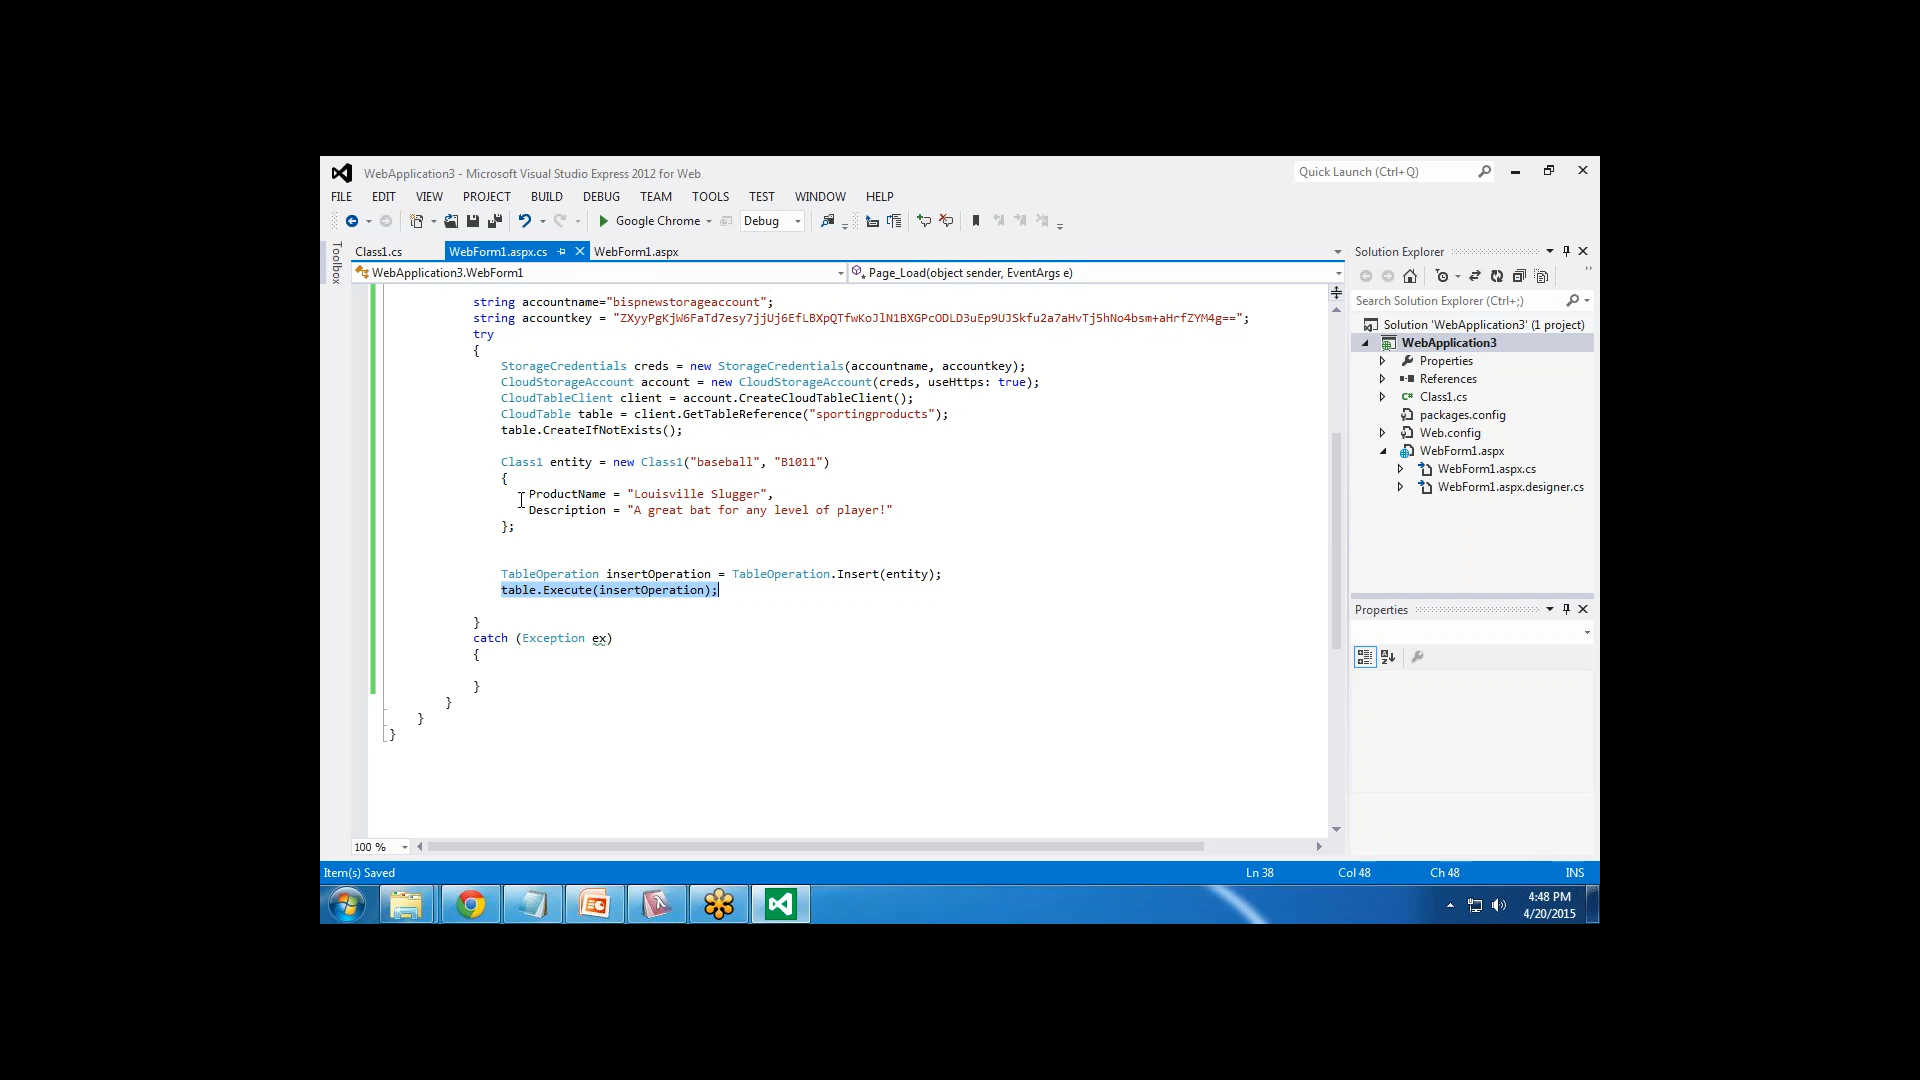 WebApplication3 - Microsoft Visual Studio Express 2012 for Web
Quick Launch (Ctrl+Q)
FILE EDIT VIEW PROJECT BUILD DEBUG TEAM TOOLS TEST WINDOW HELP
Google Chrome Debug
Toolbox
Class1.cs WebForm1.aspx.cs WebForm1.aspx
WebApplication3.WebForm1 Page_Load(object sender, EventArgs e)
string accountname="bispnewstorageaccount";
string accountkey = "ZXyyPgKjW6FaTd7esy7jjUj6EfLBXpQTfwKoJlN1BXGPcODLD3uEp9UJSkfu2a7aHvTj5hNo4bsm+aHrfZYM4g==";
try
{
StorageCredentials creds = new StorageCredentials(accountname, accountkey);
CloudStorageAccount account = new CloudStorageAccount(creds, useHttps: true);
CloudTableClient client = account.CreateCloudTableClient();
CloudTable table = client.GetTableReference("sportingproducts");
table.CreateIfNotExists();
Class1 entity = new Class1("baseball", "B1011")
{
ProductName = "Louisville Slugger",
Description = "A great bat for any level of player!"
};
TableOperation insertOperation = TableOperation.Insert(entity);
table.Execute(insertOperation);
}
catch (Exception ex)
{
}
}
}
}
100 %
Solution Explorer
Search Solution Explorer (Ctrl+;)
Solution 'WebApplication3' (1 project)
WebApplication3
Properties
References
Class1.cs
packages.config
Web.config
WebForm1.aspx
WebForm1.aspx.cs
WebForm1.aspx.designer.cs
Properties
Item(s) Saved Ln 38 Col 48 Ch 48 INS
4:48 PM
4/20/2015